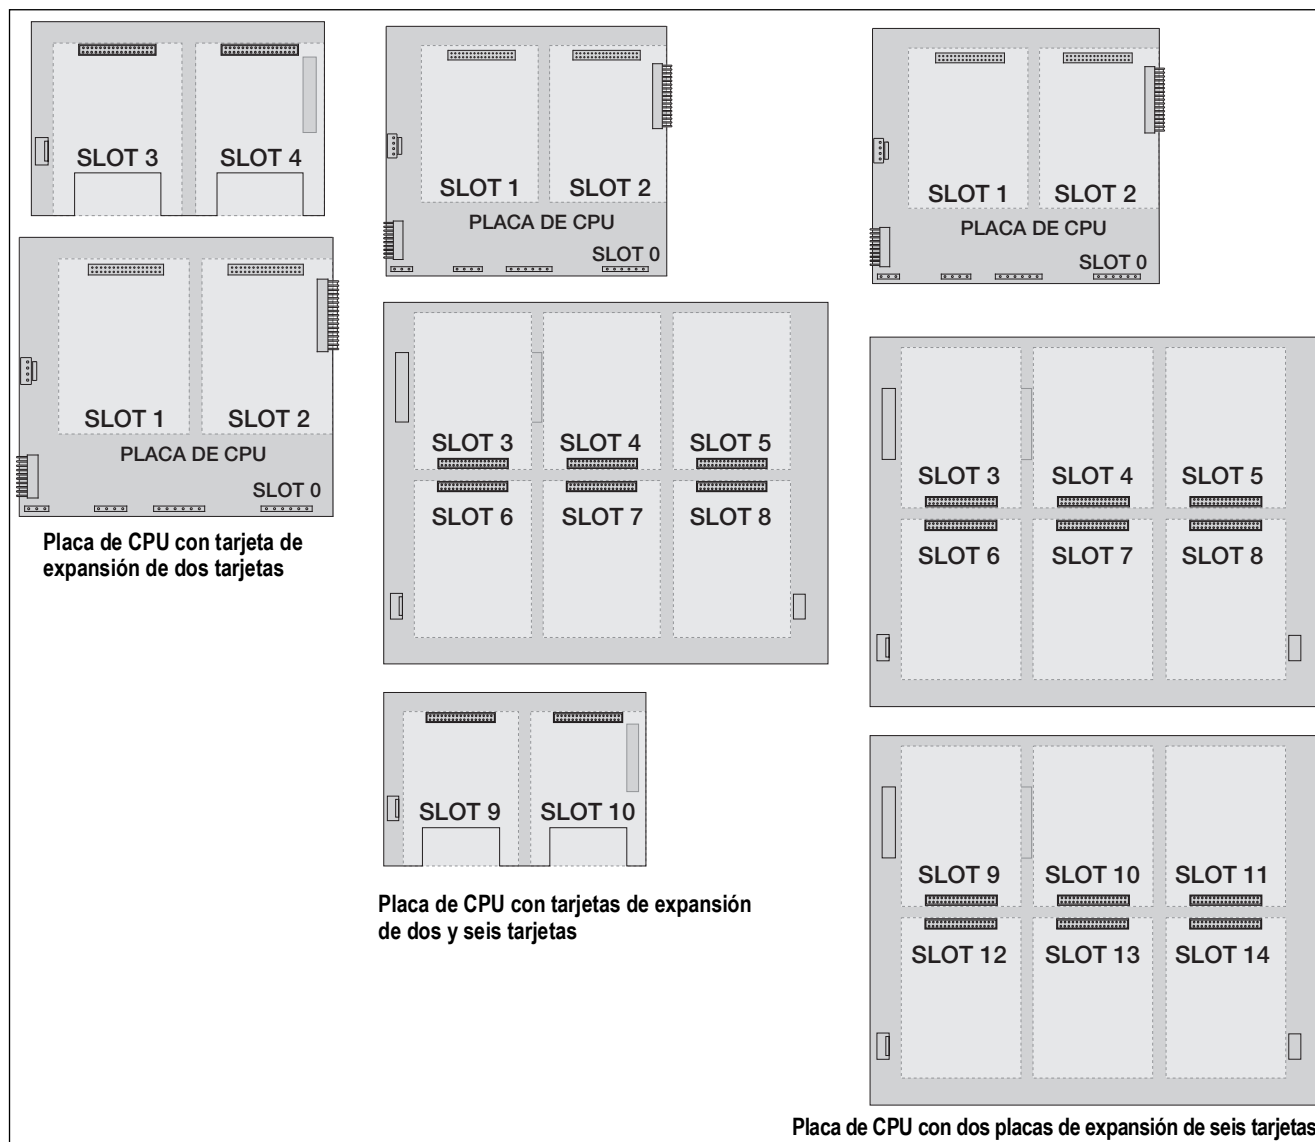 SLOT 3 SLOT 4
SLOT 1 SLOT 2
PLACA DE CPU
SLOT 0
Placa de CPU con tarjeta de
expansión de dos tarjetas
SLOT 1 SLOT 2
PLACA DE CPU
SLOT 0
SLOT 3 SLOT 4 SLOT 5
SLOT 6 SLOT 7 SLOT 8
SLOT 9 SLOT 10
Placa de CPU con tarjetas de expansión
de dos y seis tarjetas
SLOT 1 SLOT 2
PLACA DE CPU
SLOT 0
SLOT 3 SLOT 4 SLOT 5
SLOT 6 SLOT 7 SLOT 8
SLOT 9 SLOT 10 SLOT 11
SLOT 12 SLOT 13 SLOT 14
Placa de CPU con dos placas de expansión de seis tarjetas